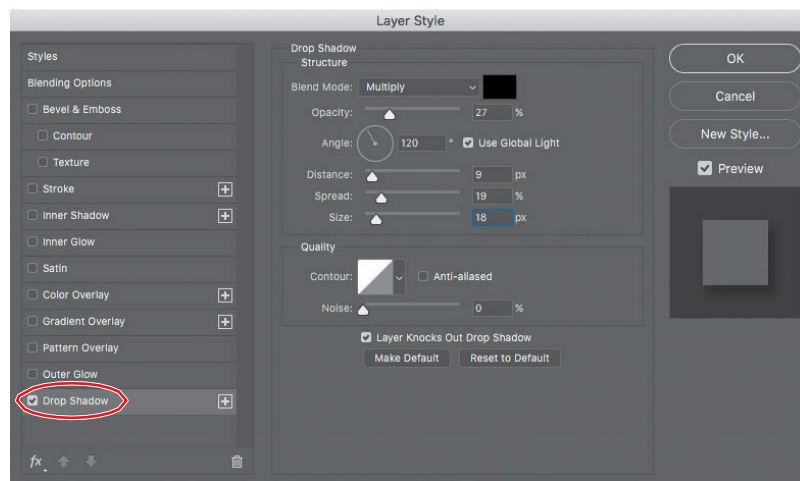 Layer Style
Styles
Blending Options
Bevel & Emboss
Contour
Texture
Stroke
Inner Shadow
Inner Glow
Satin
Color Overlay
Gradient Overlay
Pattern Overlay
Outer Glow
Drop Shadow
fx
Drop Shadow
Structure
Blend Mode: Multiply
Opacity: 27 %
Angle: 120 ° Use Global Light
Distance: 9 px
Spread: 19 %
Size: 18 px
Quality
Contour: Anti-aliased
Noise: 0 %
Layer Knocks Out Drop Shadow
Make Default Reset to Default
OK
Cancel
New Style...
Preview